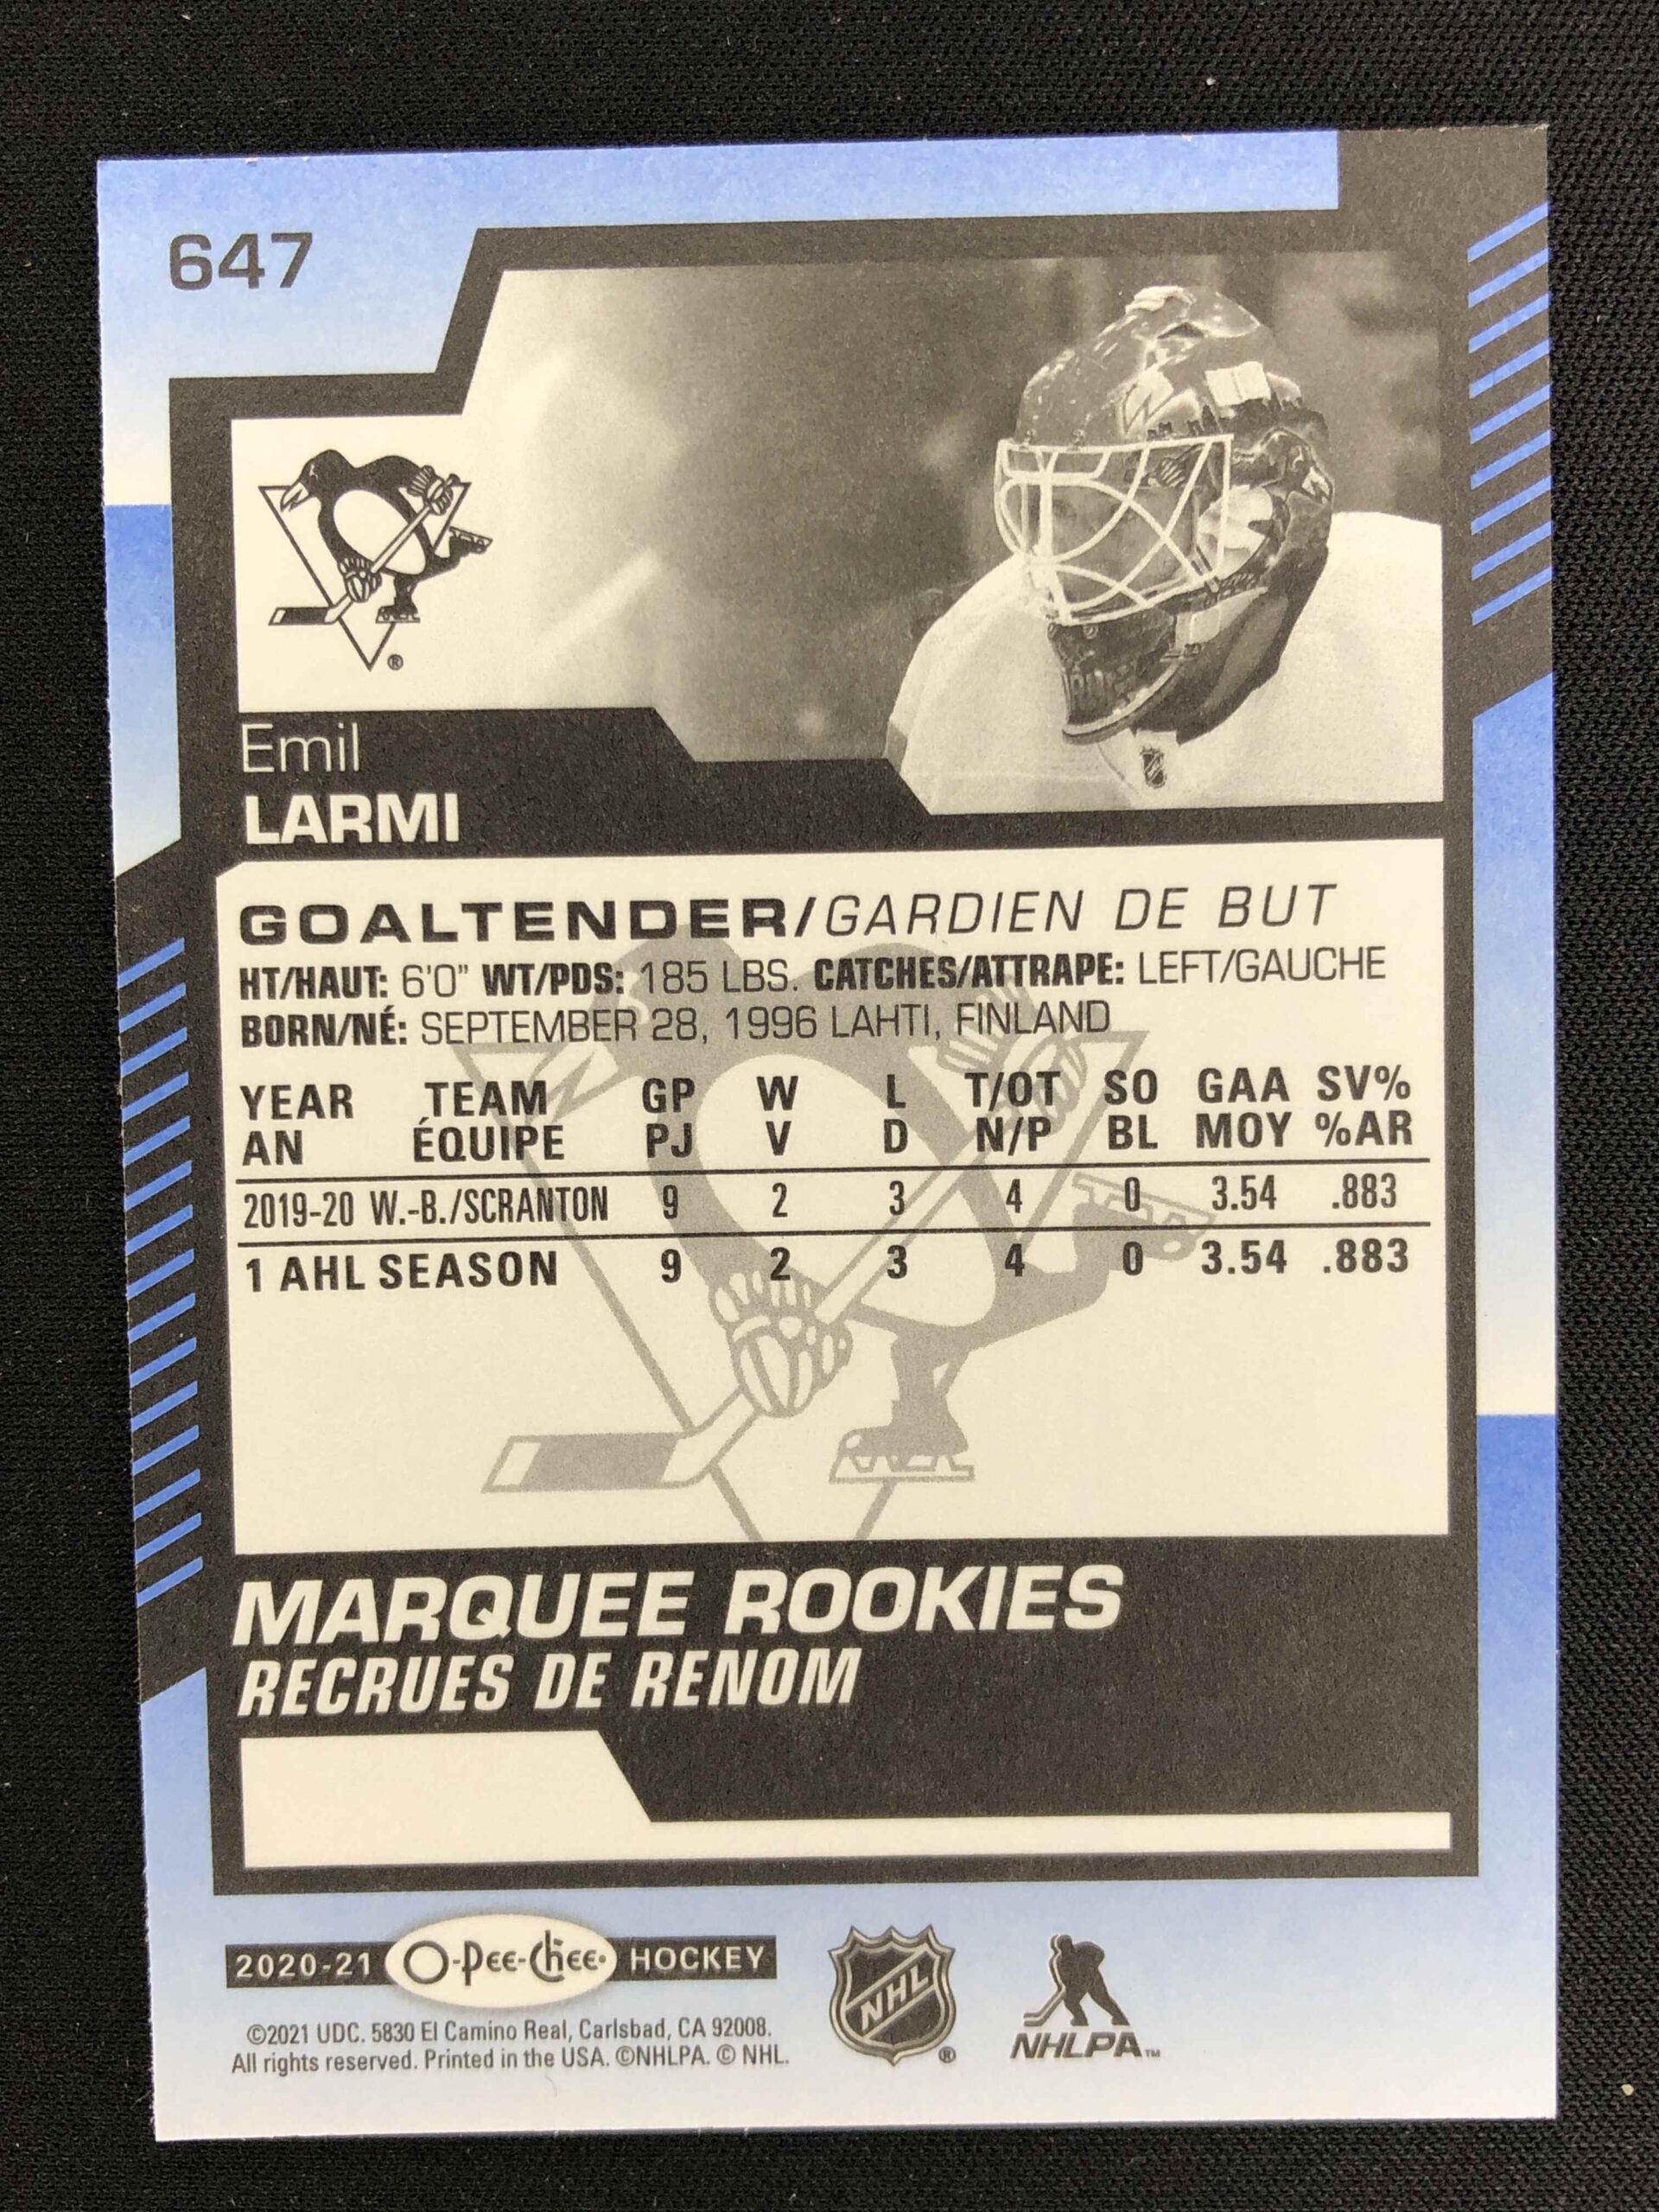 647
Emil
LARMI
GOALTENDER/GARDIEN DE BUT
HT/HAUT: 6'0" WT/PDS: 185 LBS. CATCHES/ATTRAPE: LEFT/GAUCHE
BORN/NÉ: SEPTEMBER 28, 1996 LAHTI, FINLAND
YEAR TEAM GP W L T/OT SO GAA SV%
AN ÉQUIPE PJ V D N/P BL MOY %AR
2019-20 W.-B./SCRANTON 9 2 3 4 0 3.54 .883
1 AHL SEASON 9 2 3 4 0 3.54 .883
MARQUEE ROOKIES
RECRUES DE RENOM
2020-21 O-Pee-Chee HOCKEY
©2021 UDC. 5830 El Camino Real, Carlsbad, CA 92008.
All rights reserved. Printed in the USA. ©NHLPA. © NHL.
NHL®
NHLPA™